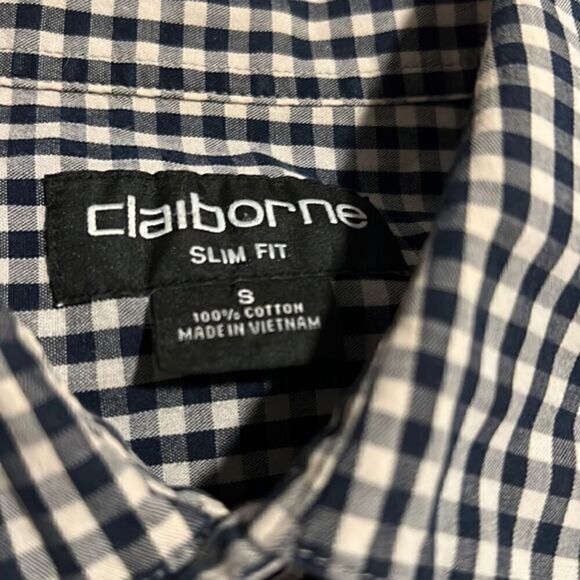 Claiborne
SLIM FIT
S
100% COTTON
MADE IN VIETNAM